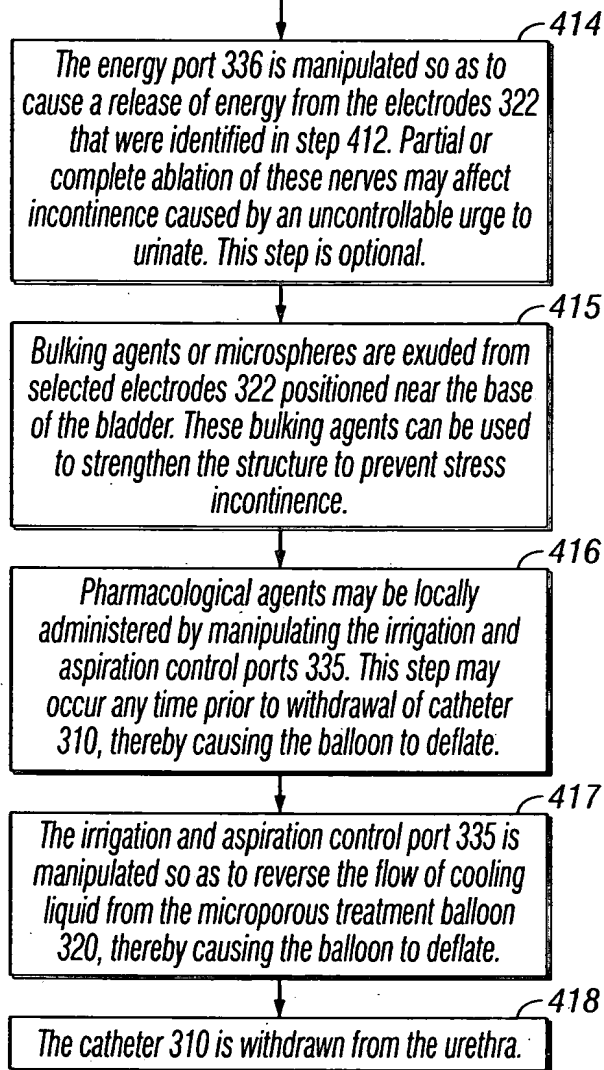 414
The energy port 336 is manipulated so as to
cause a release of energy from the electrodes 322
that were identified in step 412. Partial or
complete ablation of these nerves may affect
incontinence caused by an uncontrollable urge to
urinate. This step is optional.
415
Bulking agents or microspheres are exuded from
selected electrodes 322 positioned near the base
of the bladder. These bulking agents can be used
to strengthen the structure to prevent stress
incontinence.
416
Pharmacological agents may be locally
administered by manipulating the irrigation and
aspiration control ports 335. This step may
occur any time prior to withdrawal of catheter
310, thereby causing the balloon to deflate.
417
The irrigation and aspiration control port 335 is
manipulated so as to reverse the flow of cooling
liquid from the microporous treatment balloon
320, thereby causing the balloon to deflate.
418
The catheter 310 is withdrawn from the urethra.